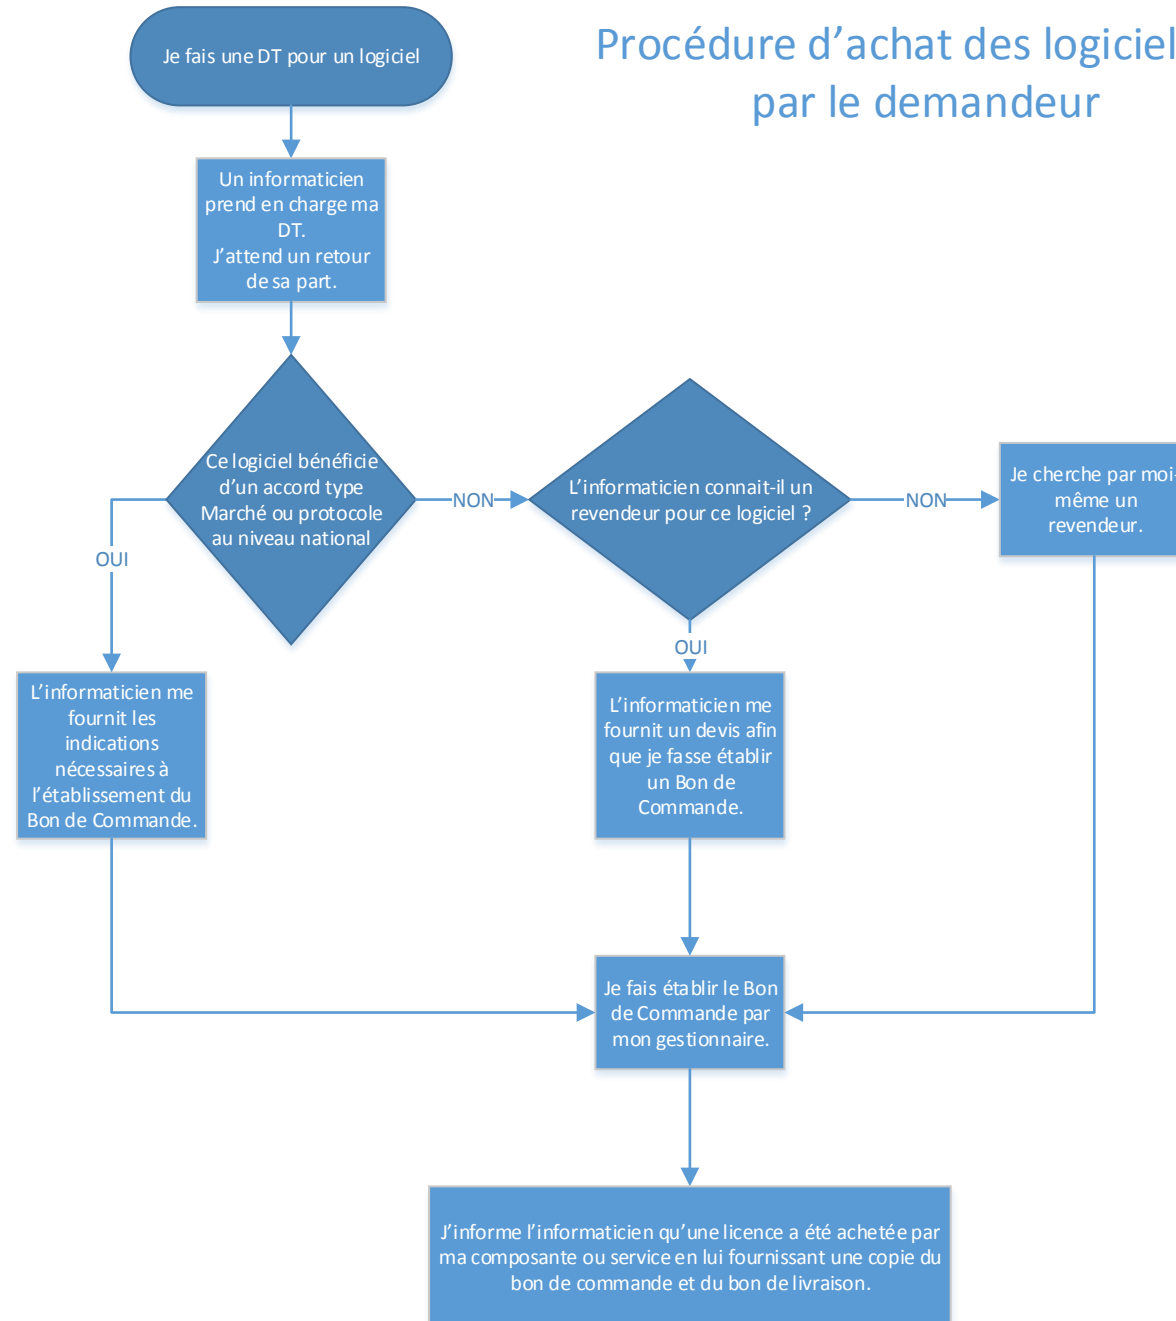 Procédure d'achat des logiciel
par le demandeur
Je fais une DT pour un logiciel
Un informaticien
prend en charge ma
DT.
J'attend un retour
de sa part.
Ce logiciel bénéficie
d'un accord type
Marché ou protocole
au niveau national
NON
L'informaticien connait-il un
revendeur pour ce logiciel ?
NON
Je cherche par moi-
même un
revendeur.
OUI
OUI
L'informaticien me
fournit les
indications
nécessaires à
l'établissement du
Bon de Commande.
L'informaticien me
fournit un devis afin
que je fasse établir
un Bon de
Commande.
Je fais établir le Bon
de Commande par
mon gestionnaire.
J'informe l'informaticien qu'une licence a été achetée par
ma composante ou service en lui fournissant une copie du
bon de commande et du bon de livraison.